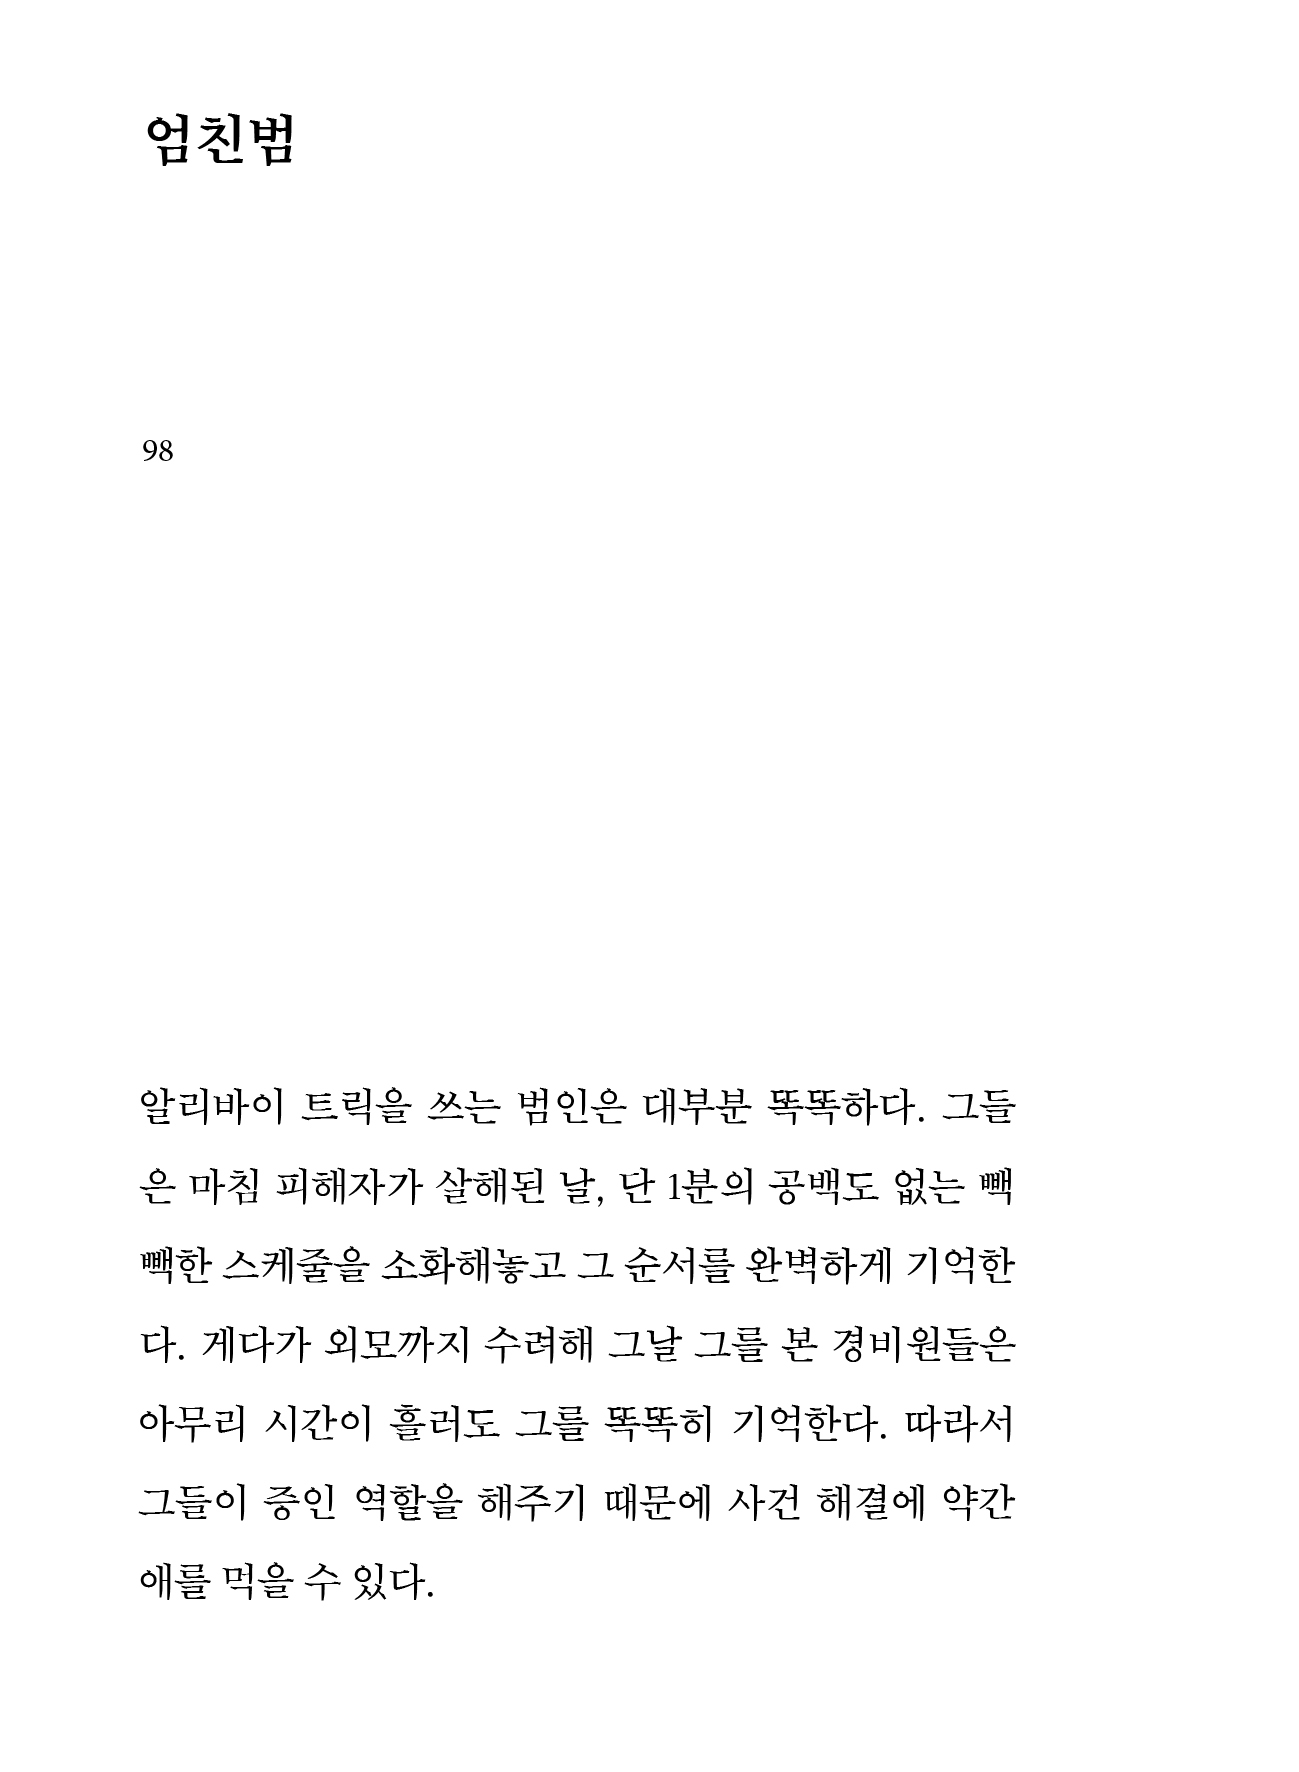 엄친범
98
알리바이 트릭을 쓰는 범인은 대부분 똑똑하다. 그들
은 마침 피해자가 살해된 날, 단 1분의 공백도 없는 빽
빽한 스케줄을 소화해놓고 그 순서를 완벽하게 기억한
다. 게다가 외모까지 수려해 그날 그를 본 경비원들은
아무리 시간이 흘러도 그를 똑똑히 기억한다. 따라서
그들이 증인 역할을 해주기 때문에 사건 해결에 약간
애를 먹을 수 있다.